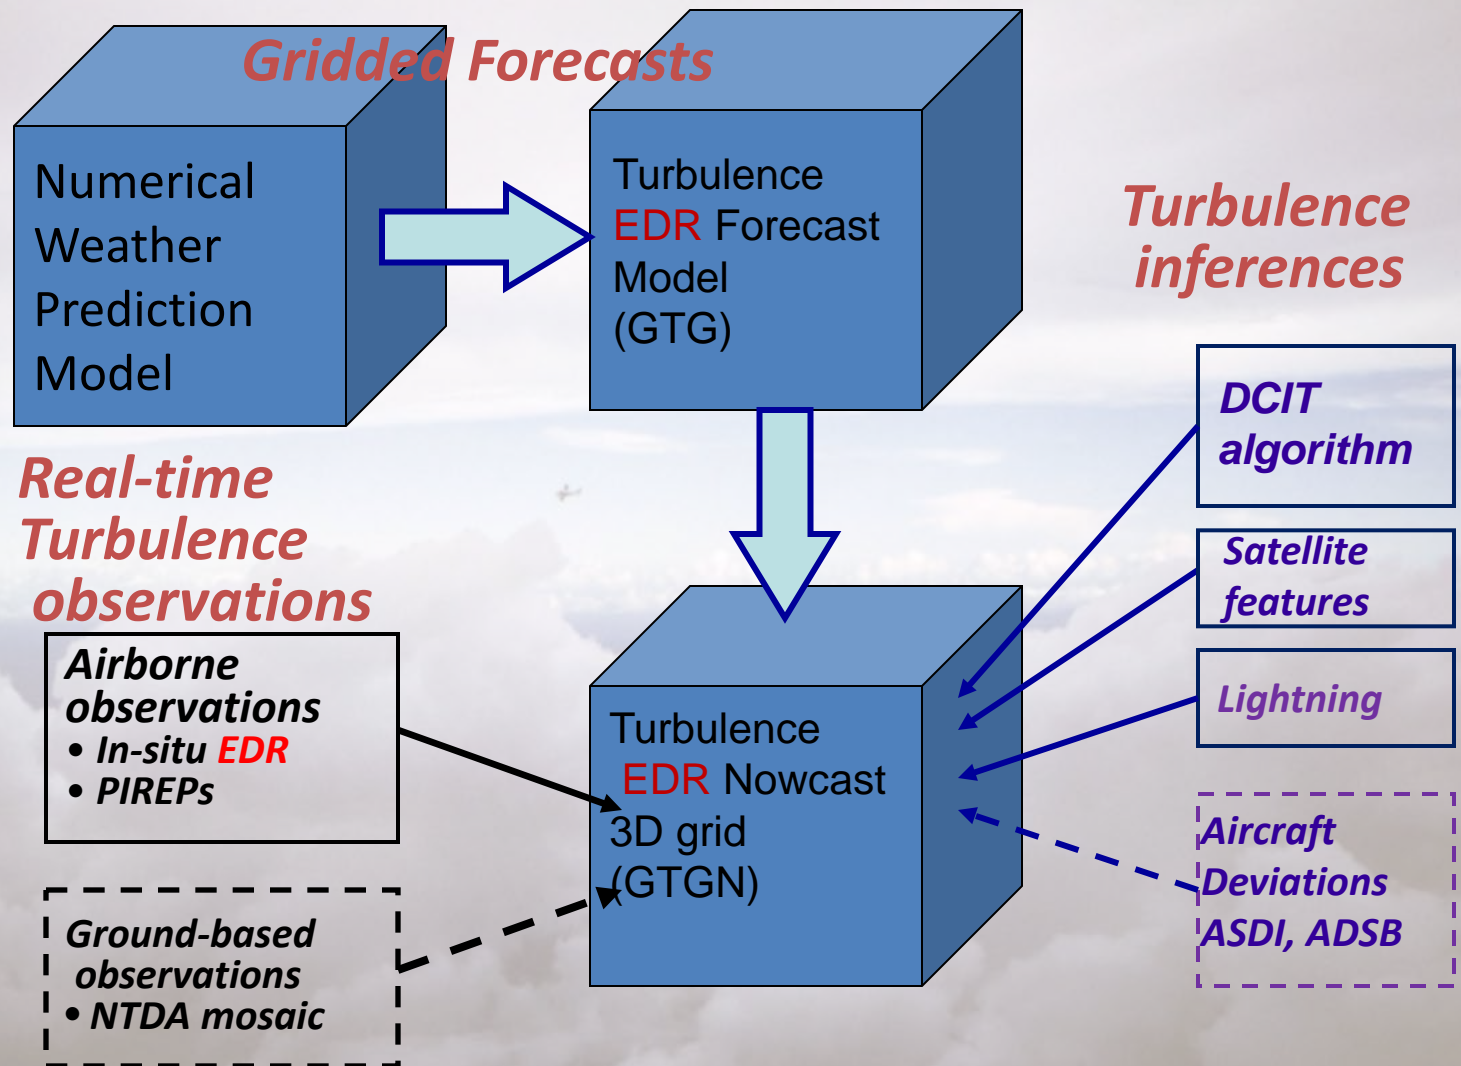 Gridded Forecasts
Numerical
Weather
Prediction
Model
Turbulence
EDR Forecast
Model
(GTG)
Turbulence
inferences
DCIT
algorithm
Satellite
features
Lightning
Aircraft
Deviations
ASDI, ADSB
Real-time
Turbulence
observations
Airborne
observations
• In-situ EDR
• PIREPs
Ground-based
observations
• NTDA mosaic
Turbulence
EDR Nowcast
3D grid
(GTGN)